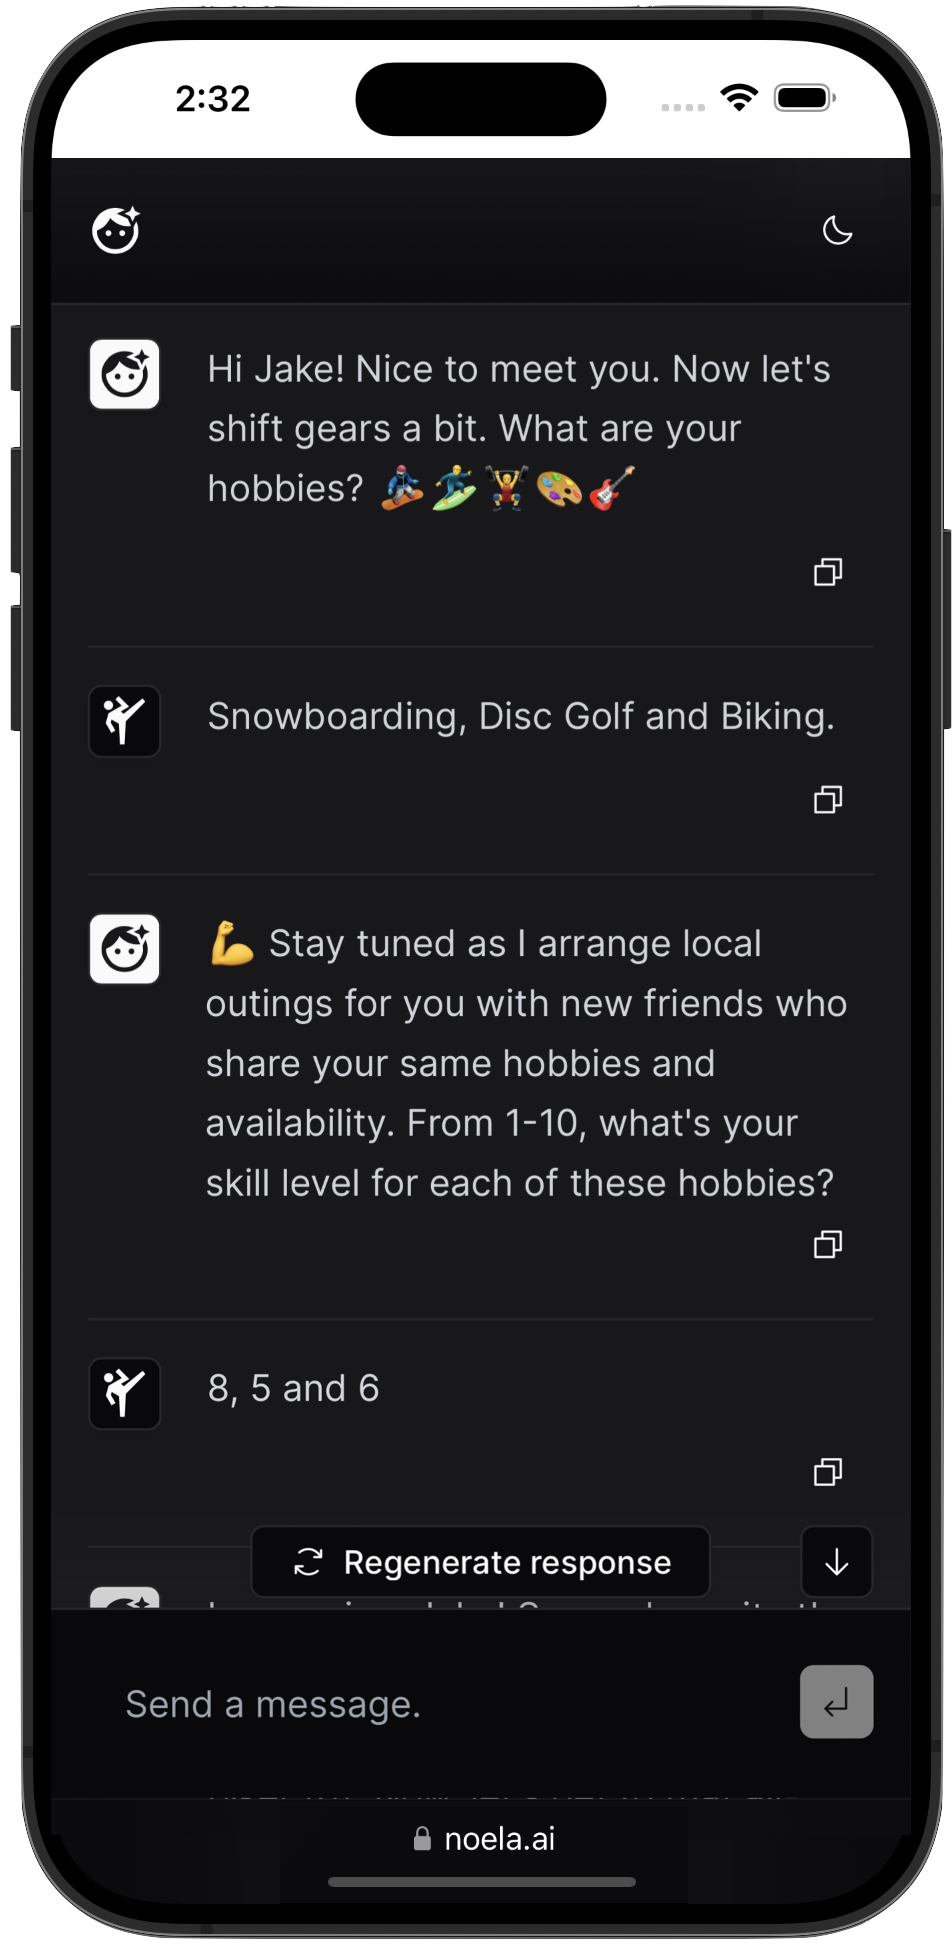 2:32
Hi Jake! Nice to meet you. Now let's
shift gears a bit. What are your
hobbies? 🏂🏄🏋️🎨🎸
Snowboarding, Disc Golf and Biking.
💪 Stay tuned as I arrange local
outings for you with new friends who
share your same hobbies and
availability. From 1-10, what's your
skill level for each of these hobbies?
8, 5 and 6
Regenerate response
Send a message.
noela.ai